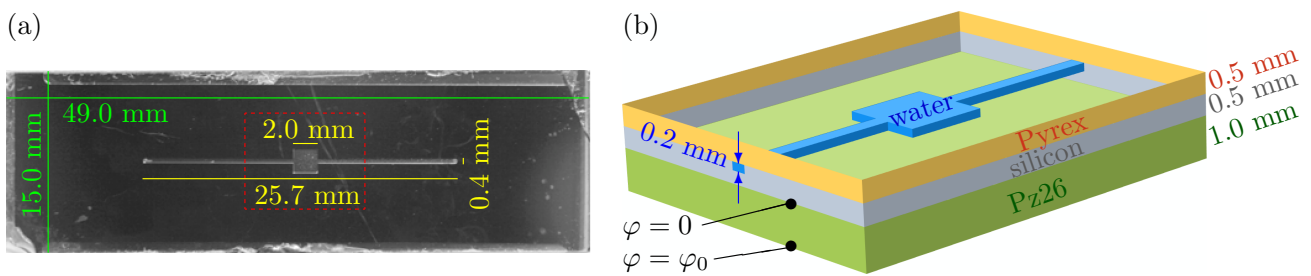 (a)
49.0 mm
15.0 mm
2.0 mm
25.7 mm
0.4 mm
(b)
0.5 mm
0.5 mm
1.0 mm
water
0.2 mm
Pyrex
silicon
Pz26
φ = 0
φ = φ₀